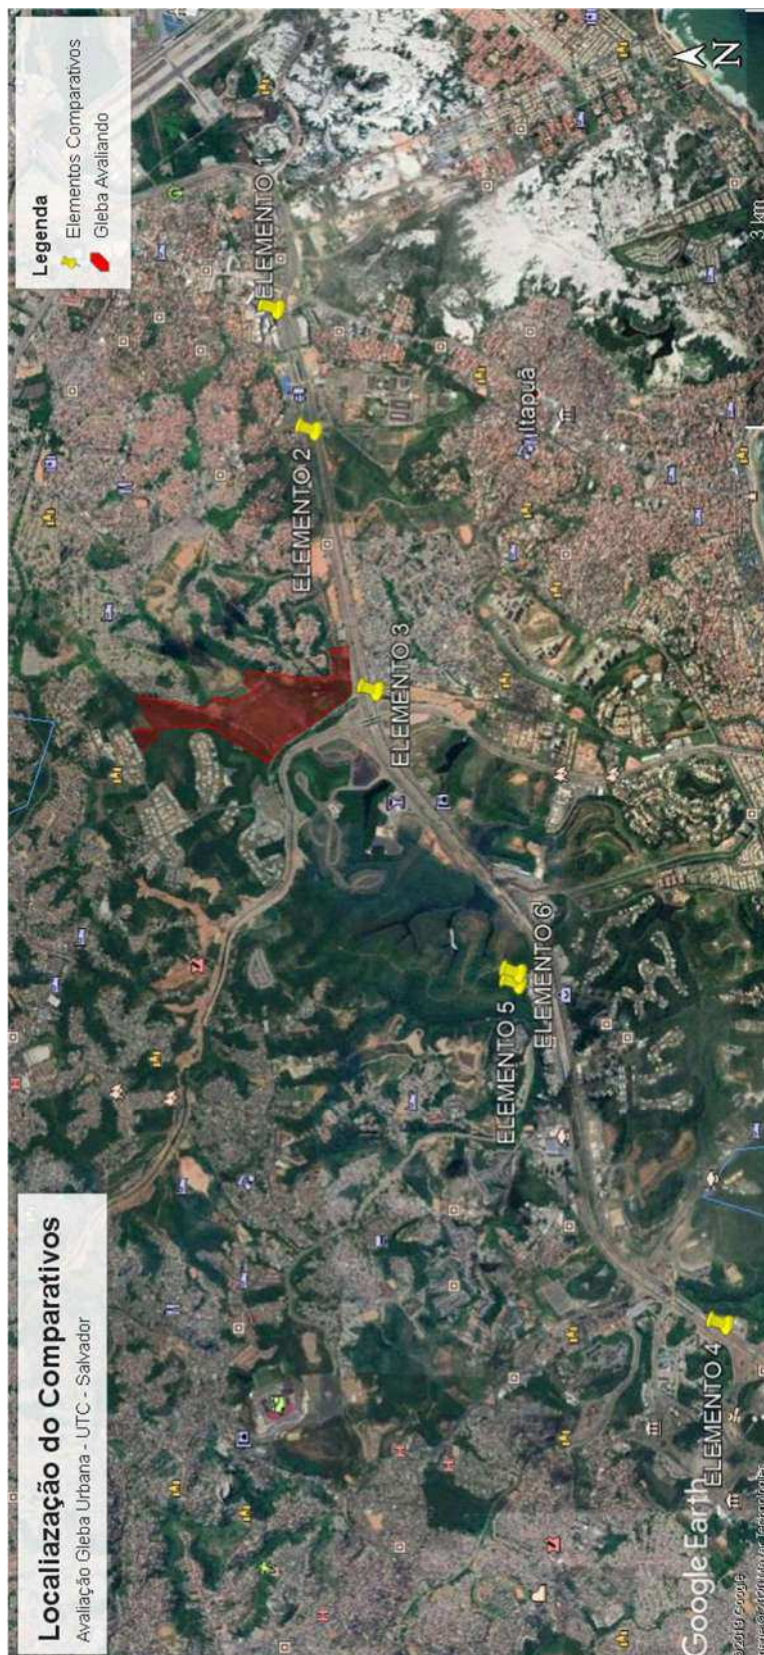 Localiazação do Comparativos
Avaliação Gleba Urbana - UTC - Salvador
Legenda
Elementos Comparativos
Gleba Avaliando
ELEMENTO 1
ELEMENTO 2
ELEMENTO 3
ELEMENTO 5
ELEMENTO 6
ELEMENTO 4
Itapuã
Google Earth
N
3 km